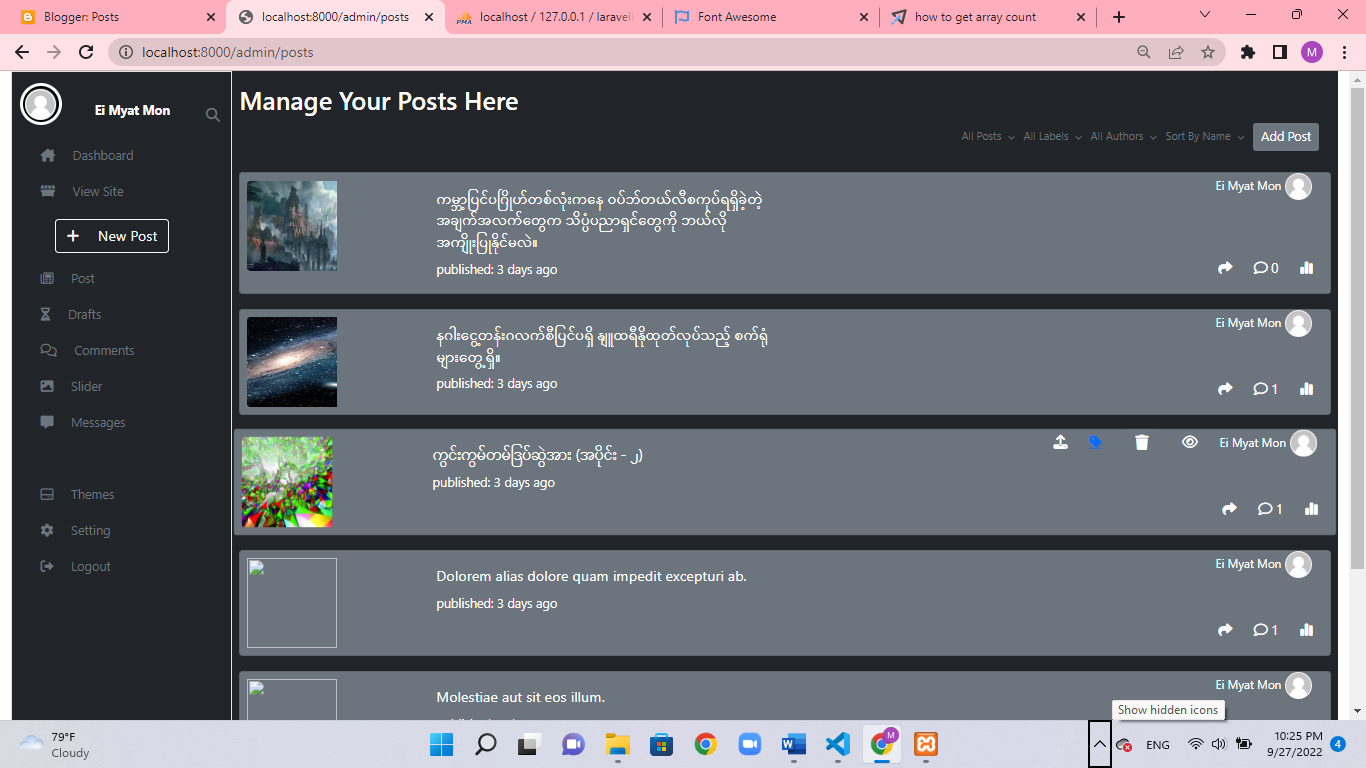 Blogger: Posts
localhost:8000/admin/posts
localhost / 127.0.0.1 / laravel
Font Awesome
how to get array count
localhost:8000/admin/posts
M
Ei Myat Mon
Dashboard
View Site
New Post
Post
Drafts
Comments
Slider
Messages
Themes
Setting
Logout
Manage Your Posts Here
All Posts
All Labels
All Authors
Sort By Name
Add Post
ကမ္ဘာ့ပြင်ပဂြိုဟ်တစ်လုံးကနေ ဝပ်ဘ်တယ်လီစကုပ်ရရှိခဲ့တဲ့
အချက်အလက်တွေက သိပ္ပံပညာရှင်တွေကို ဘယ်လို
အကျိုးပြုနိုင်မလဲ။
published: 3 days ago
Ei Myat Mon
0
နဂါးငွေ့တန်းဂလက်စီပြင်ပရှိ နျူထရီနိုထုတ်လုပ်သည့် စက်ရုံ
များတွေ့ရှိ။
published: 3 days ago
Ei Myat Mon
1
ကွင်းကွမ်တမ်ဒြပ်ဆွဲအား (အပိုင်း - ၂)
published: 3 days ago
Ei Myat Mon
1
Dolorem alias dolore quam impedit excepturi ab.
published: 3 days ago
Ei Myat Mon
1
Molestiae aut sit eos illum.
Ei Myat Mon
Show hidden icons
79°F
Cloudy
M
ENG
10:25 PM
9/27/2022
4